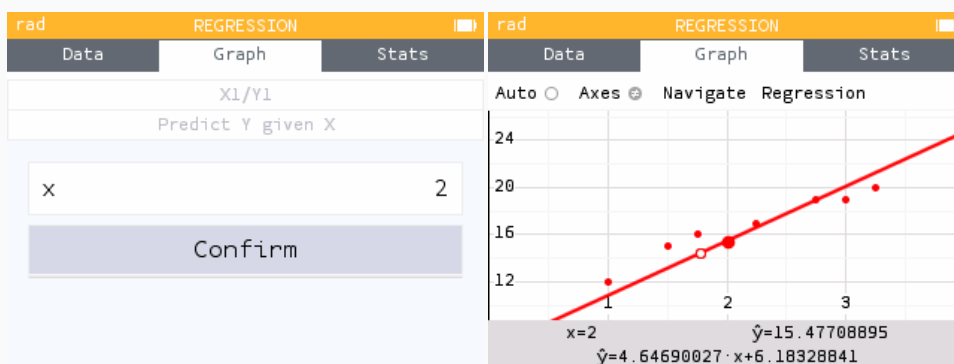 rad REGRESSION
Data Graph Stats
X1/Y1
Predict Y given X
x 2
Confirm
rad REGRESSION
Data Graph Stats
Auto Axes Navigate Regression
24
20
16
12
1 2 3
x=2 ŷ=15.47708895
ŷ=4.64690027·x+6.18328841